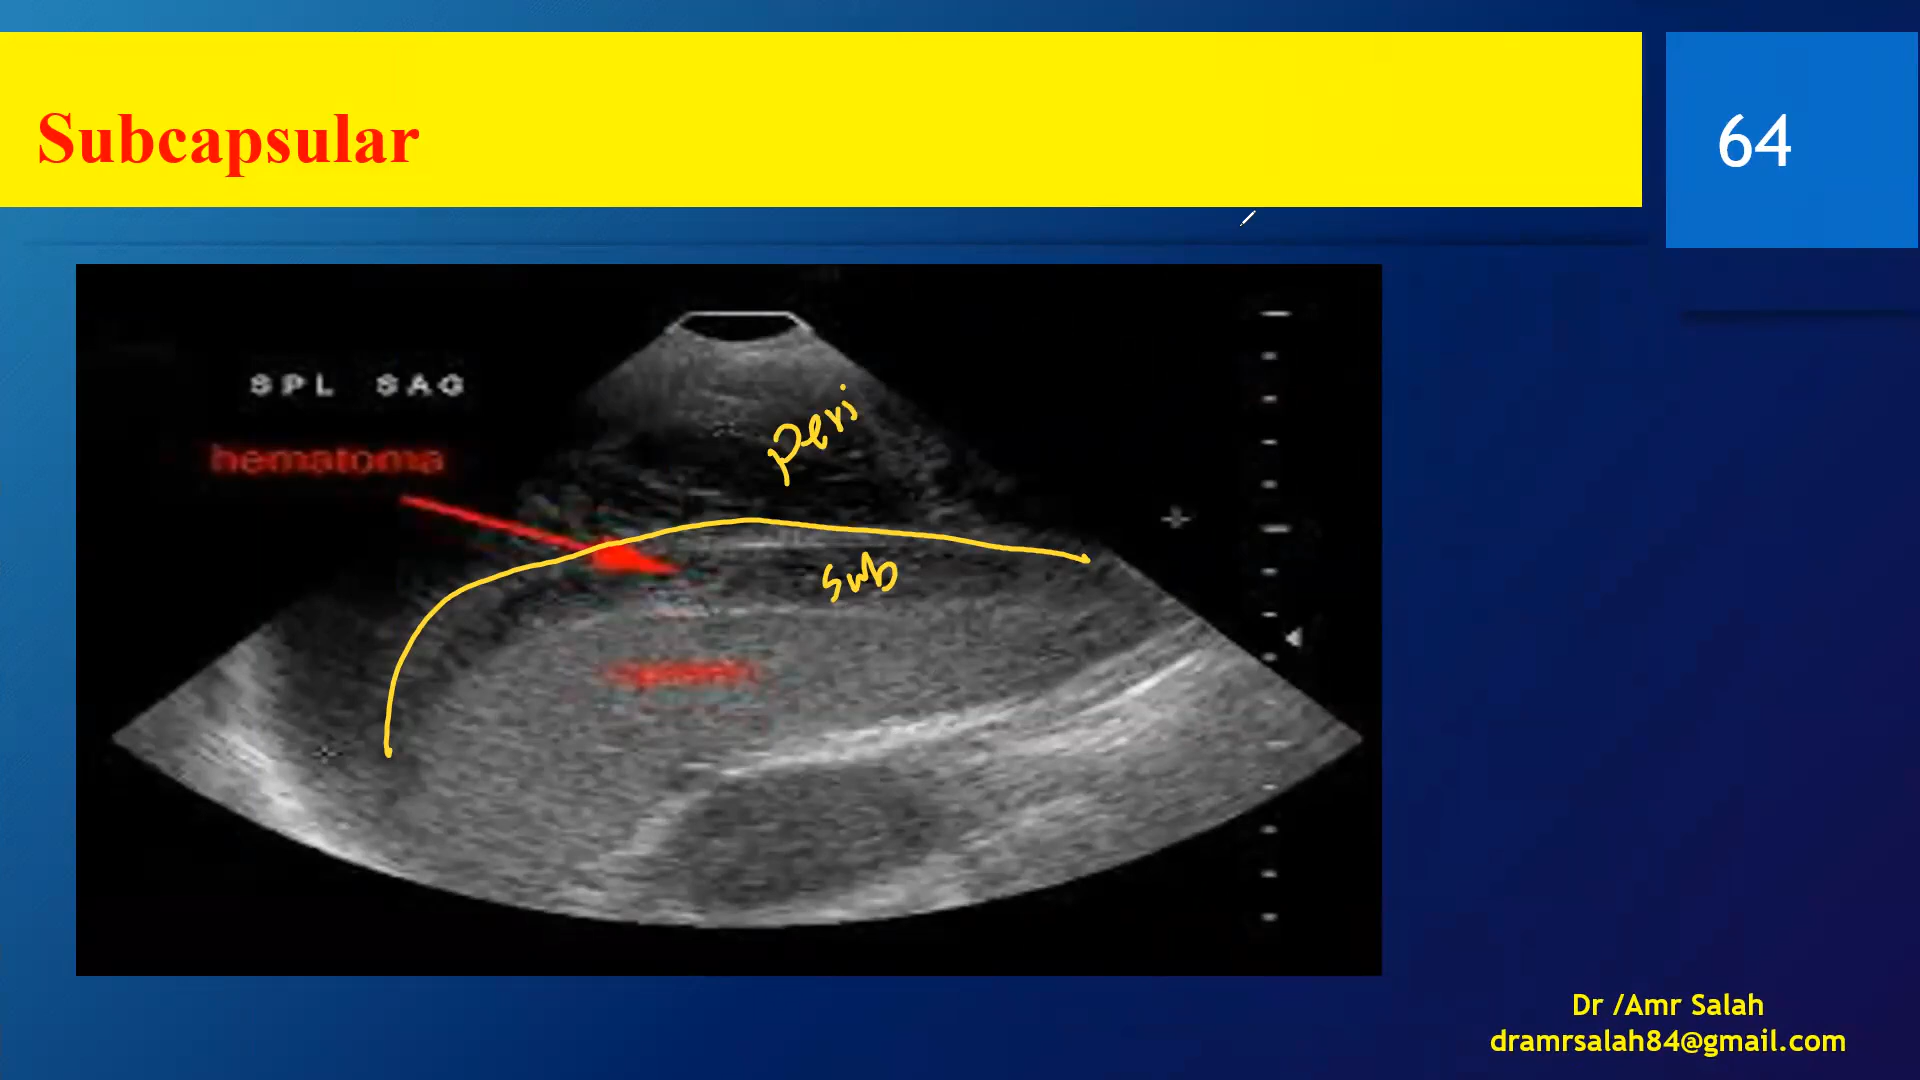 Subcapsular
64
SPL SAG
hematoma
peri
sub
Dr /Amr Salah
dramrsalah84@gmail.com